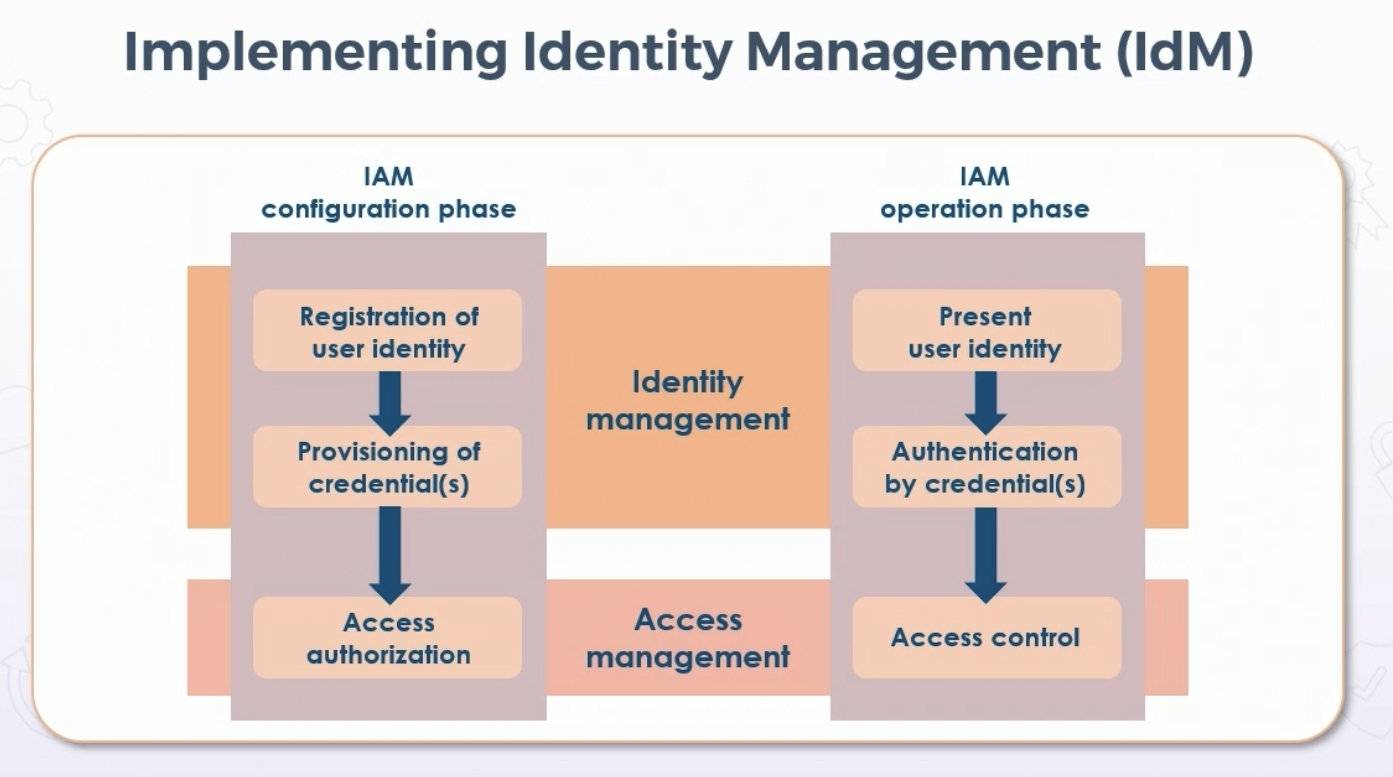 Implementing Identity Management (IdM)
IAM
configuration phase
IAM
operation phase
Registration of
user identity
Provisioning of
credential(s)
Access
authorization
Identity
management
Access
management
Present
user identity
Authentication
by credential(s)
Access control